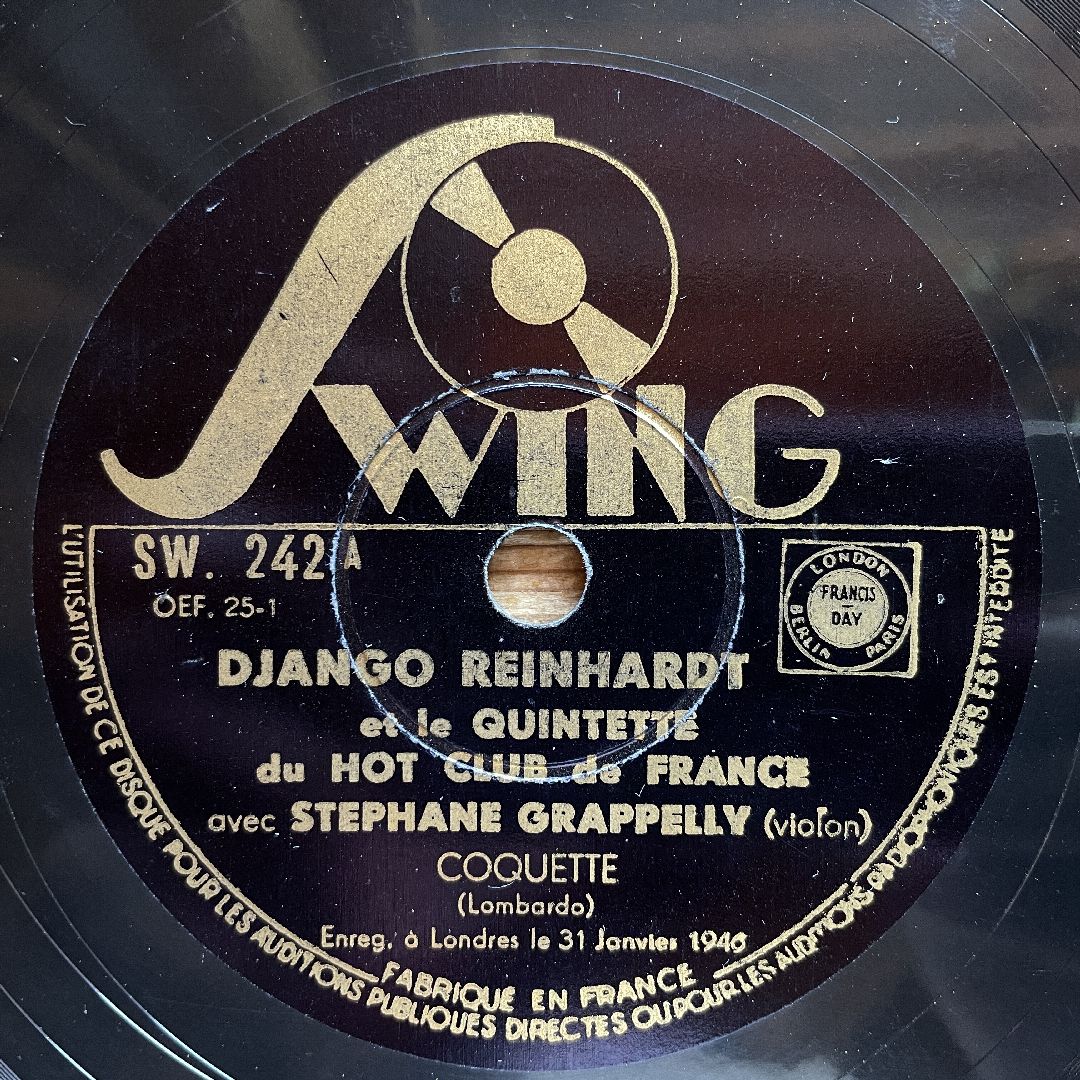 SWING
SW. 242 A
OEF. 25-1
LONDON
FRANCIS - DAY
BERLIN PARIS
DJANGO REINHARDT
et le QUINTETTE
du HOT CLUB de FRANCE
avec STEPHANE GRAPPELLY (violon)
COQUETTE
(Lombardo)
Enreg. à Londres le 31 Janvier 1946
FABRIQUÉ EN FRANCE
L'UTILISATION DE CE DISQUE POUR LES AUDITIONS PUBLIQUES DIRECTES OU POUR LES AUDITIONS RADIOPHONIQUES EST INTERDITE